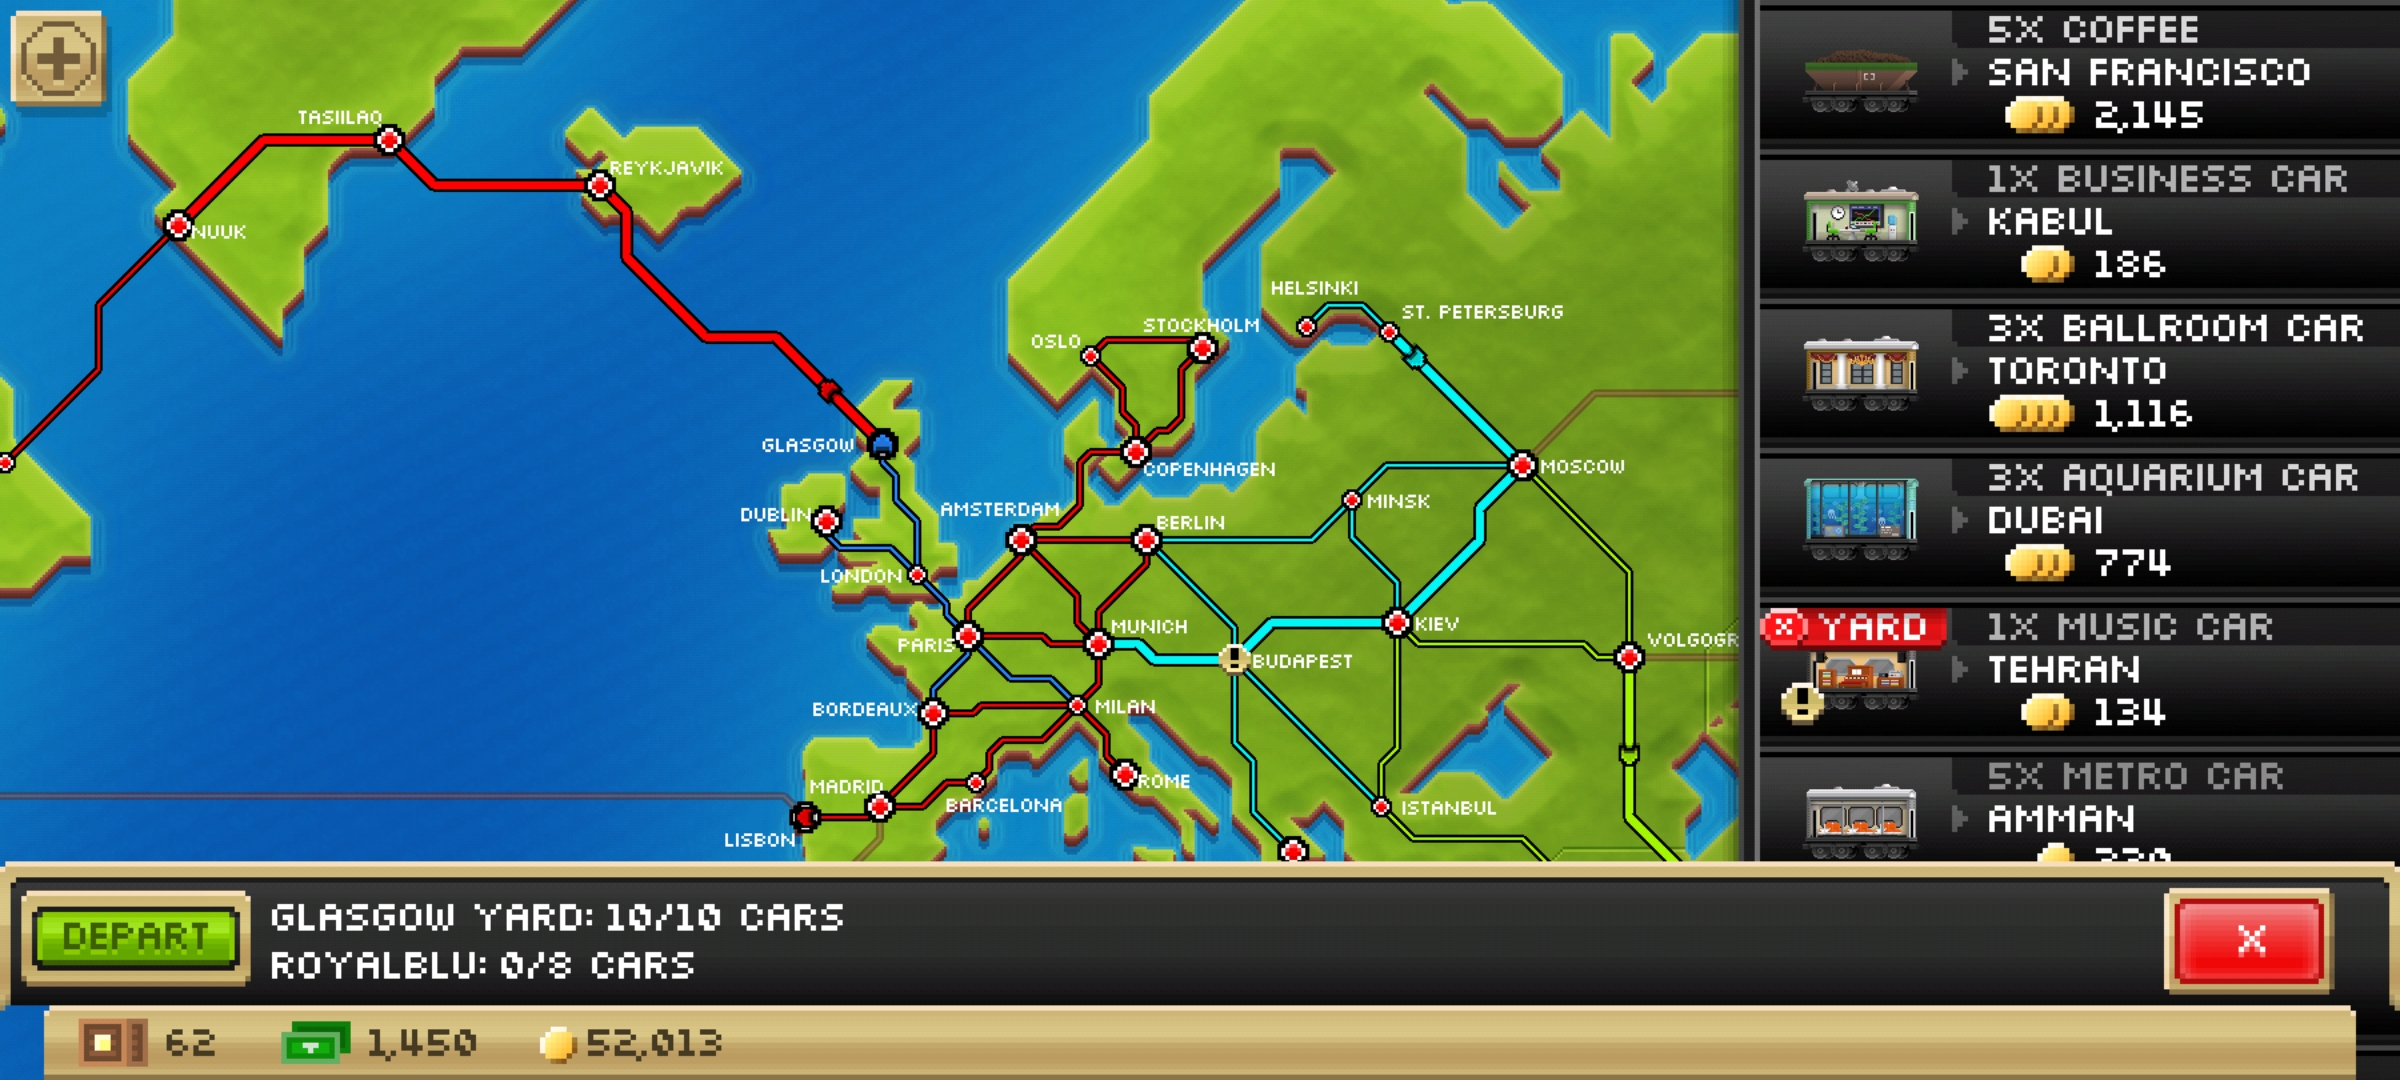 TASIILAQ
REYKJAVIK
NUUK
HELSINKI
ST. PETERSBURG
STOCKHOLM
OSLO
GLASGOW
COPENHAGEN
MOSCOW
MINSK
AMSTERDAM
DUBLIN
BERLIN
LONDON
MUNICH
KIEV
PARIS
VOLGOGR
BUDAPEST
BORDEAUX
MILAN
MADRID
ROME
BARCELONA
ISTANBUL
LISBON
5X COFFEE
SAN FRANCISCO
2,145
1X BUSINESS CAR
KABUL
186
3X BALLROOM CAR
TORONTO
1,116
3X AQUARIUM CAR
DUBAI
774
X YARD
1X MUSIC CAR
TEHRAN
134
5X METRO CAR
AMMAN
DEPART
GLASGOW YARD: 10/10 CARS
ROYALBLU: 0/8 CARS
X
62
1,450
52,013